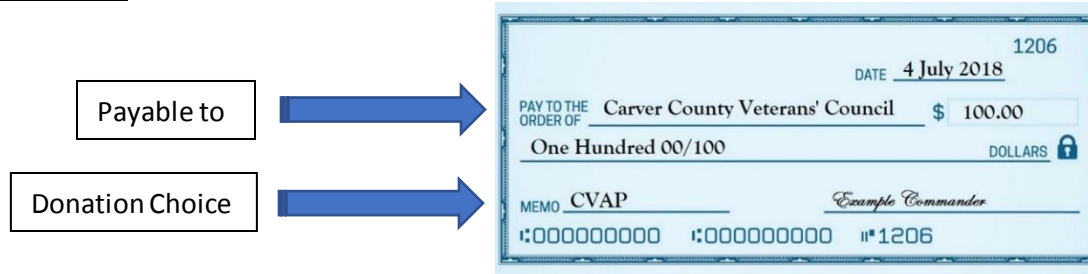 1206
DATE 4 July 2018
Payable to
PAY TO THE ORDER OF Carver County Veterans' Council $ 100.00
One Hundred 00/100 DOLLARS
Donation Choice
MEMO CVAP Example Commander
⑆000000000 ⑆000000000 ⑈1206